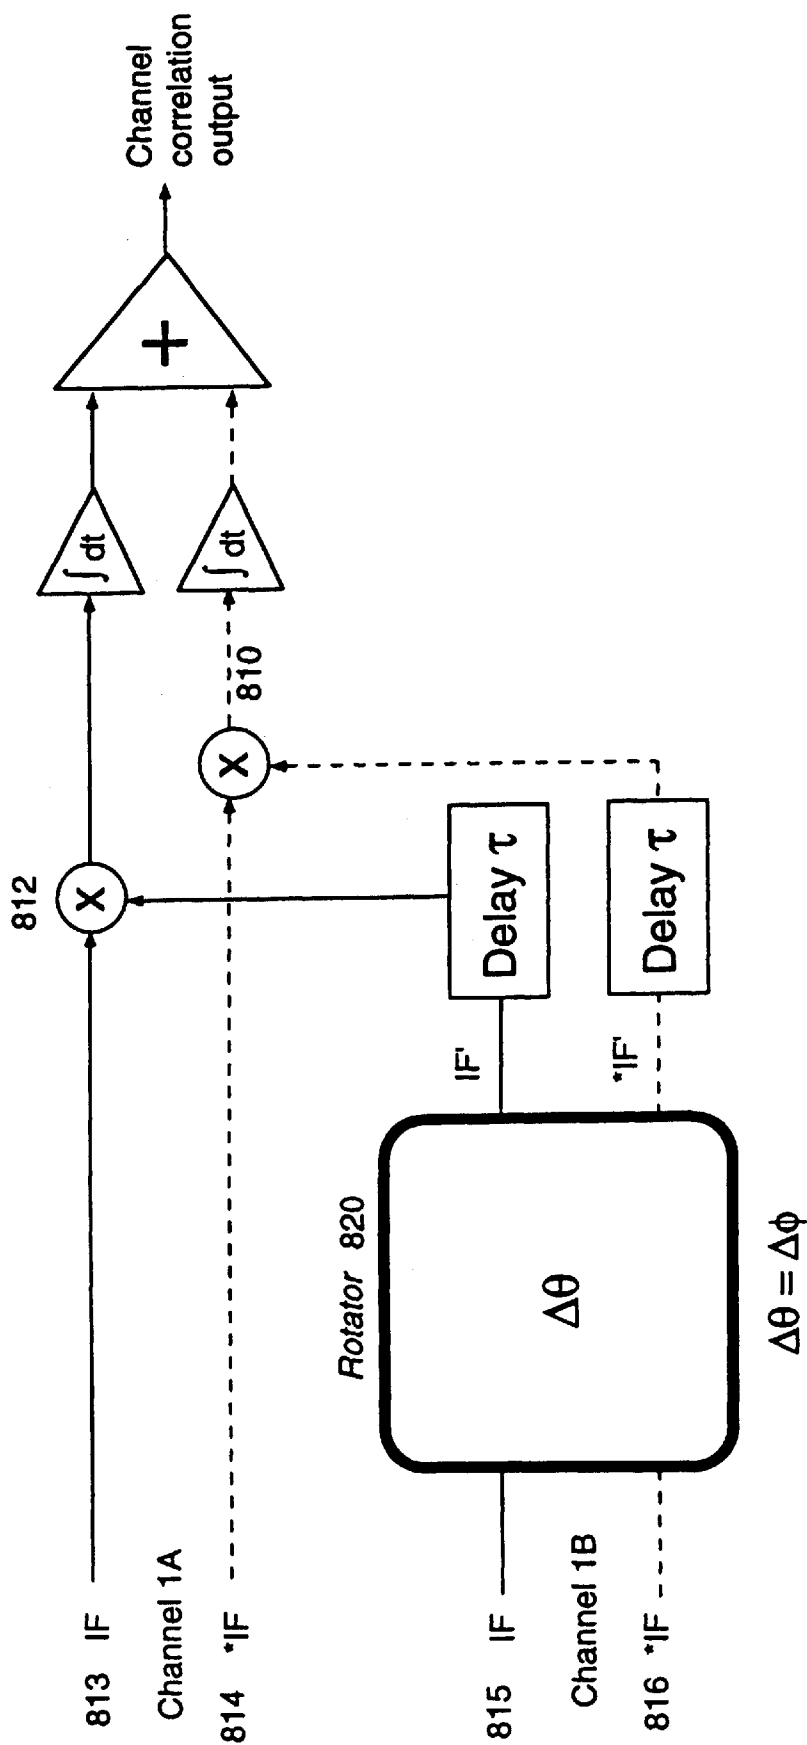 813 IF
Channel 1A
814 *IF
812
X
X
810
∫ dt
∫ dt
+
Channel
correlation
output
815 IF
Channel 1B
816 *IF
Rotator 820
Δθ
Δθ = Δϕ
IF'
*IF'
Delay τ
Delay τ